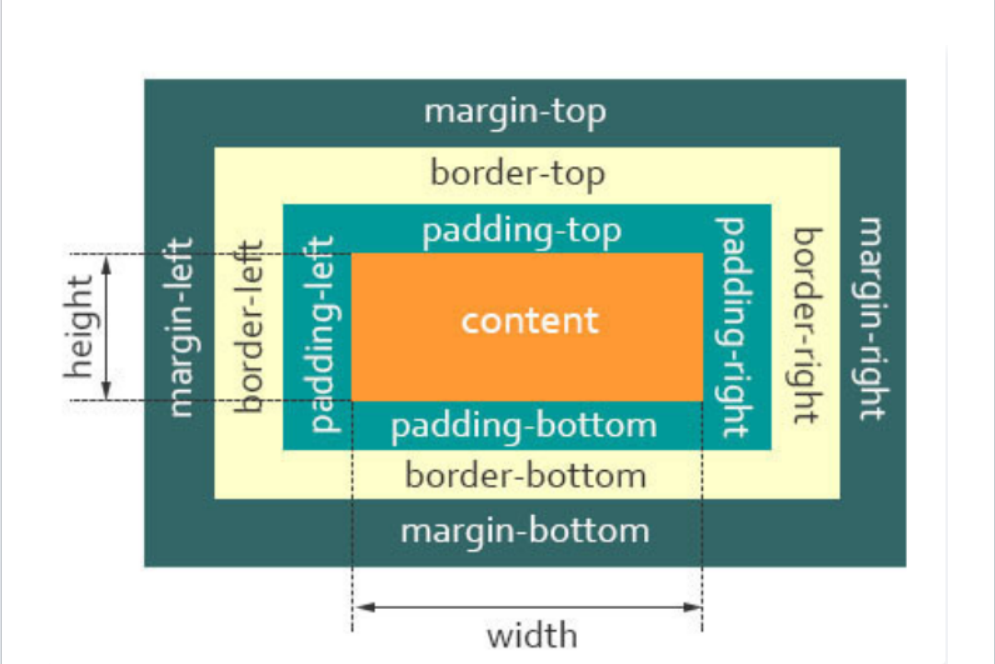 margin-top
border-top
padding-top
height
margin-left
border-left
padding-left
content
padding-right
border-right
margin-right
padding-bottom
border-bottom
margin-bottom
width